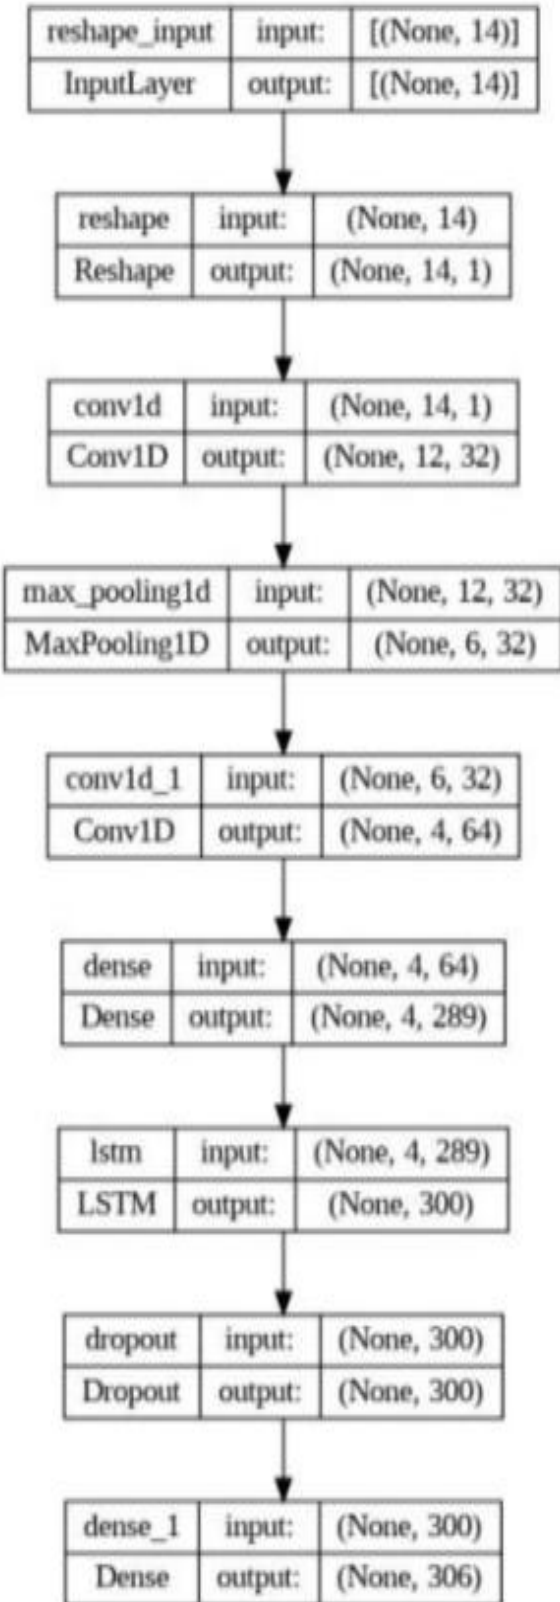 reshape_input input: [(None, 14)]
InputLayer output: [(None, 14)]
reshape input: (None, 14)
Reshape output: (None, 14, 1)
conv1d input: (None, 14, 1)
Conv1D output: (None, 12, 32)
max_pooling1d input: (None, 12, 32)
MaxPooling1D output: (None, 6, 32)
conv1d_1 input: (None, 6, 32)
Conv1D output: (None, 4, 64)
dense input: (None, 4, 64)
Dense output: (None, 4, 289)
lstm input: (None, 4, 289)
LSTM output: (None, 300)
dropout input: (None, 300)
Dropout output: (None, 300)
dense_1 input: (None, 300)
Dense output: (None, 306)